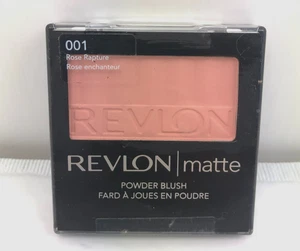 001
Rose Rapture
Rose enchanteur
REVLON
REVLON | matte
POWDER BLUSH
FARD À JOUES EN POUDRE